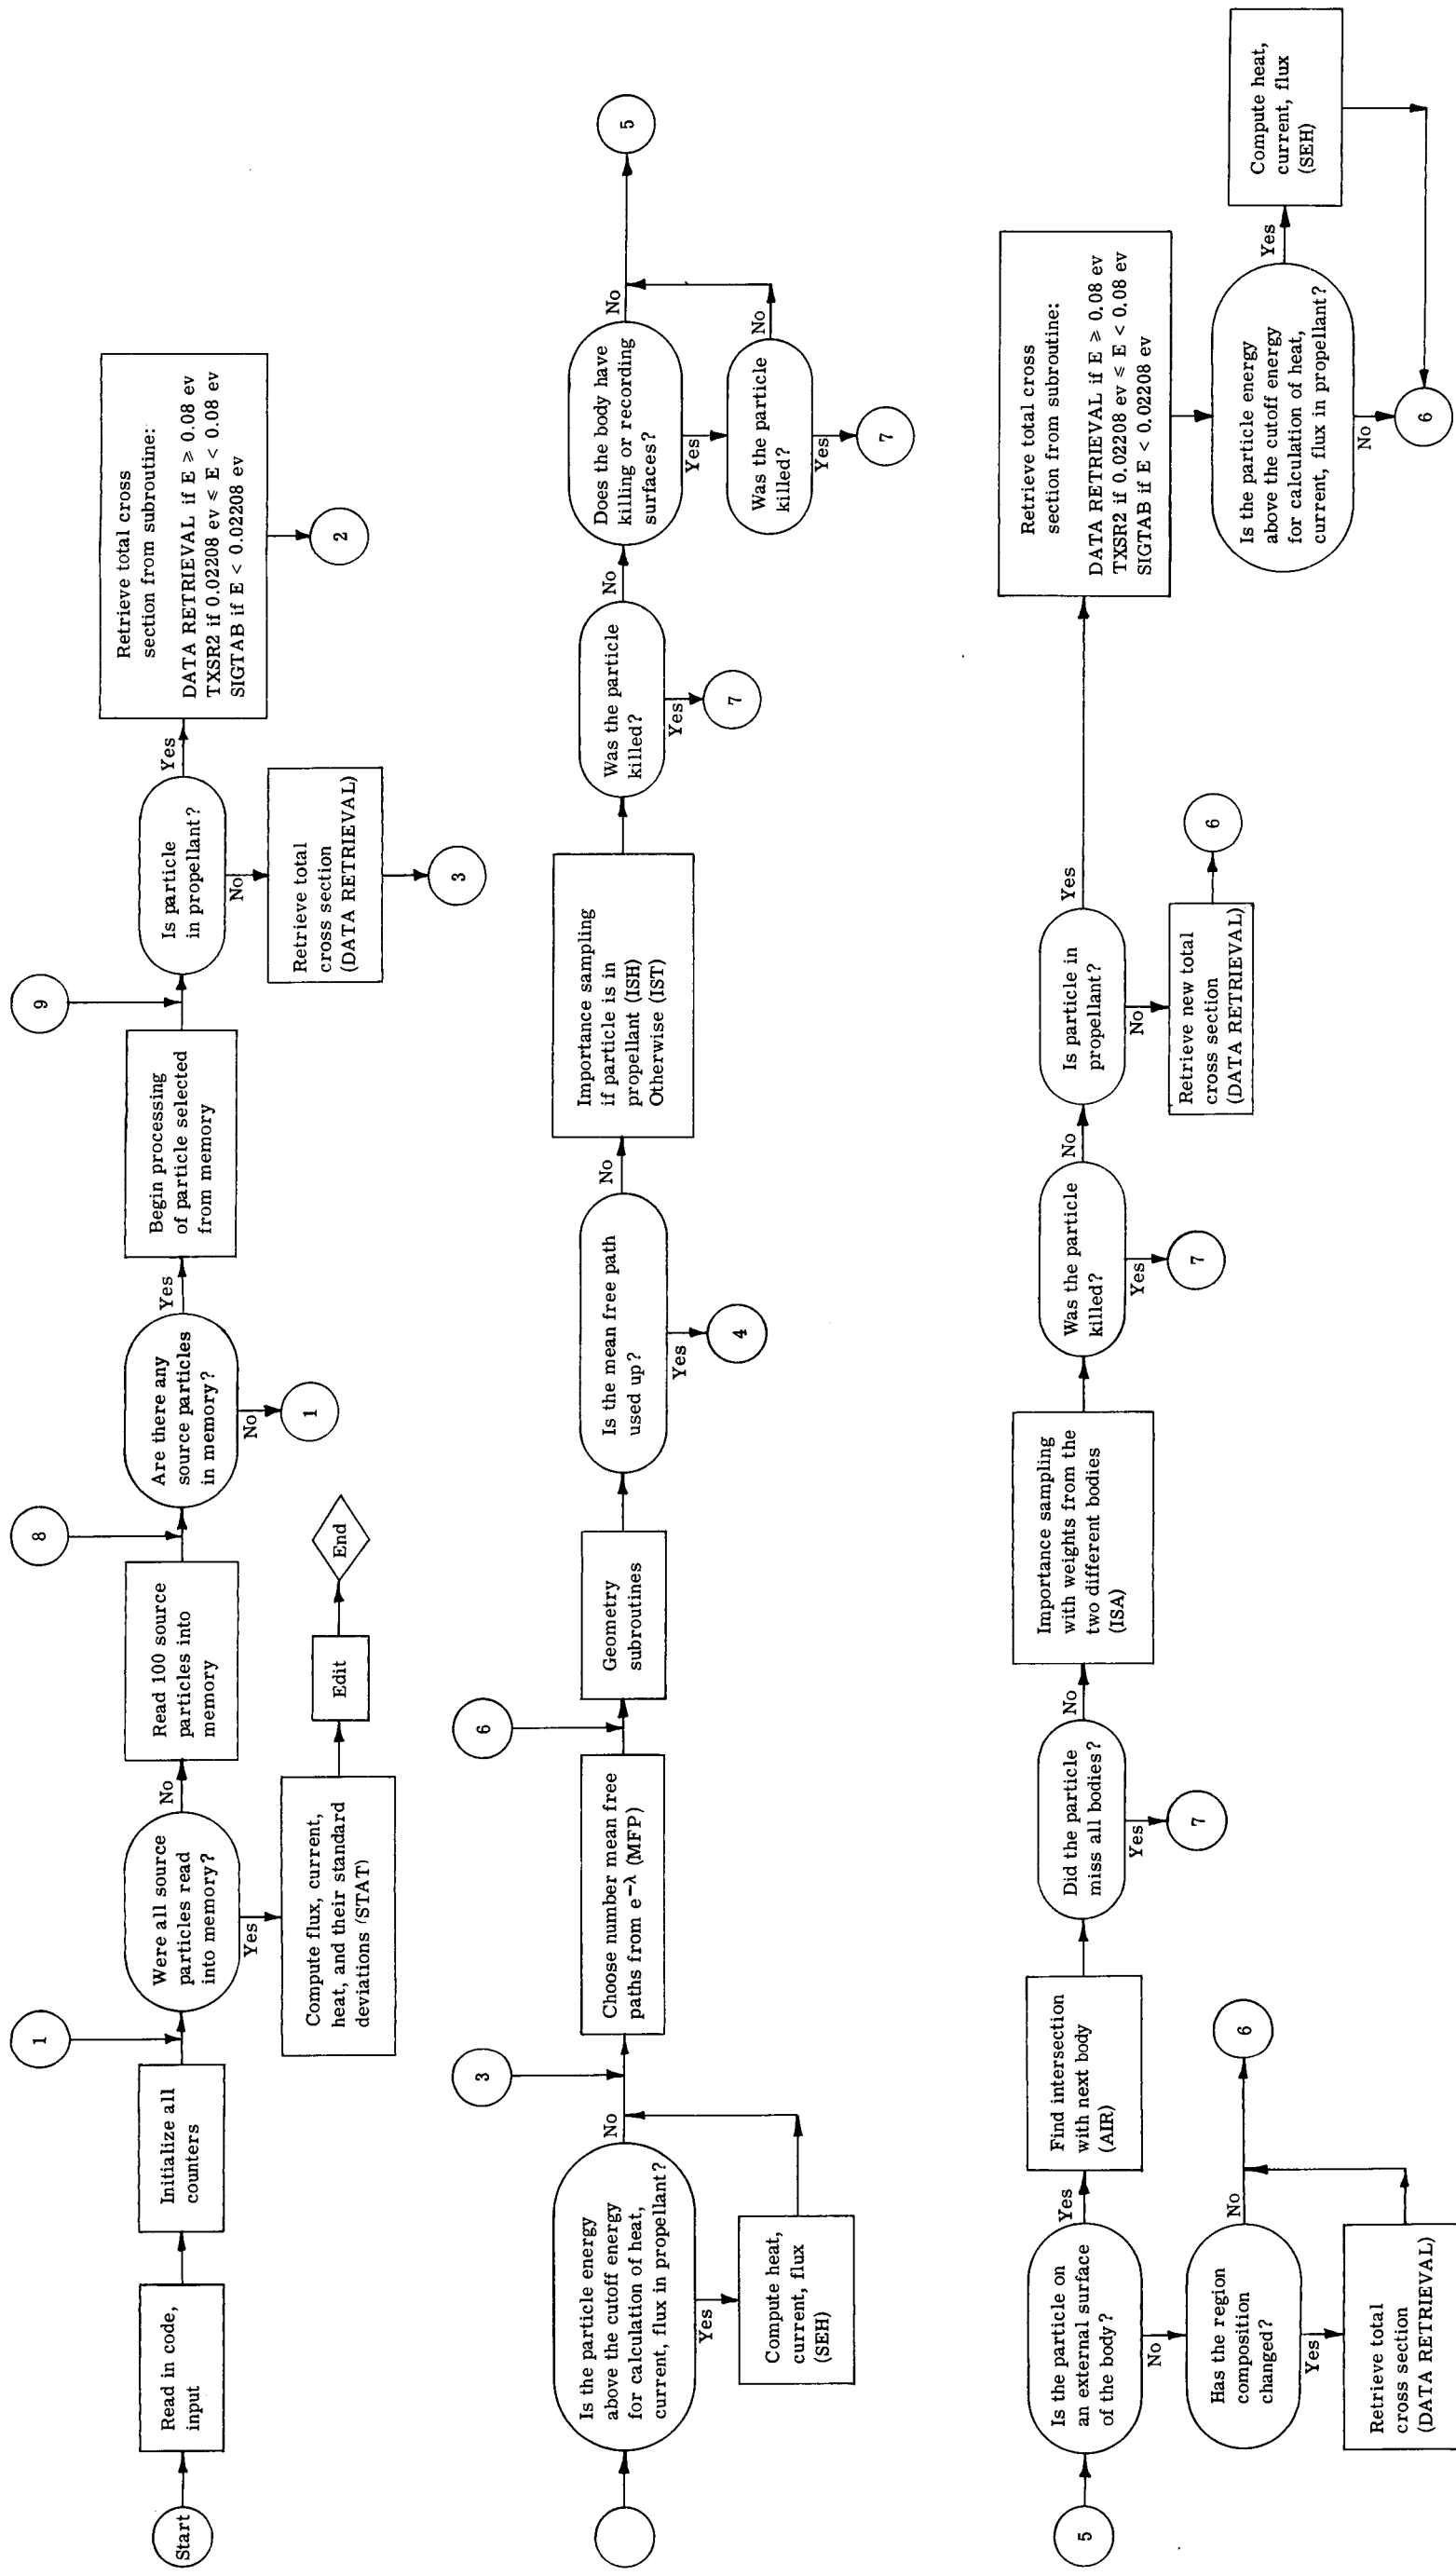 Start
Read in code,
input
Initialize all
counters
1
Were all source
particles read
into memory?
No
Yes
Compute flux, current,
heat, and their standard
deviations (STAT)
Edit
End
Read 100 source
particles into
memory
8
Are there any
source particles
in memory?
No
1
Yes
Begin processing
of particle selected
from memory
9
Is particle
in propellant?
No
Retrieve total
cross section
(DATA RETRIEVAL)
3
Yes
Retrieve total cross
section from subroutine:
DATA RETRIEVAL if E ⩾ 0.08 ev
TXSR2 if 0.02208 ev ⩽ E < 0.08 ev
SIGTAB if E < 0.02208 ev
2
Is the particle energy
above the cutoff energy
for calculation of heat,
current, flux in propellant?
Yes
Compute heat,
current, flux
(SEH)
No
3
Choose number mean free
paths from e-λ (MFP)
6
Geometry
subroutines
Is the mean free path
used up?
Yes
4
No
Importance sampling
if particle is in
propellant (ISH)
Otherwise (IST)
Was the particle
killed?
Yes
7
No
Does the body have
killing or recording
surfaces?
No
Yes
Was the particle
killed?
No
Yes
7
5
5
Is the particle on
an external surface
of the body?
No
Has the region
composition
changed?
Yes
Retrieve total
cross section
(DATA RETRIEVAL)
No
6
Yes
Find intersection
with next body
(AIR)
Did the particle
miss all bodies?
Yes
7
No
Importance sampling
with weights from the
two different bodies
(ISA)
Was the particle
killed?
Yes
7
No
Is particle in
propellant?
No
Retrieve new total
cross section
(DATA RETRIEVAL)
6
Yes
Retrieve total cross
section from subroutine:
DATA RETRIEVAL if E ⩾ 0.08 ev
TXSR2 if 0.02208 ev ⩽ E < 0.08 ev
SIGTAB if E < 0.02208 ev
Is the particle energy
above the cutoff energy
for calculation of heat,
current, flux in propellant?
No
6
Yes
Compute heat,
current, flux
(SEH)